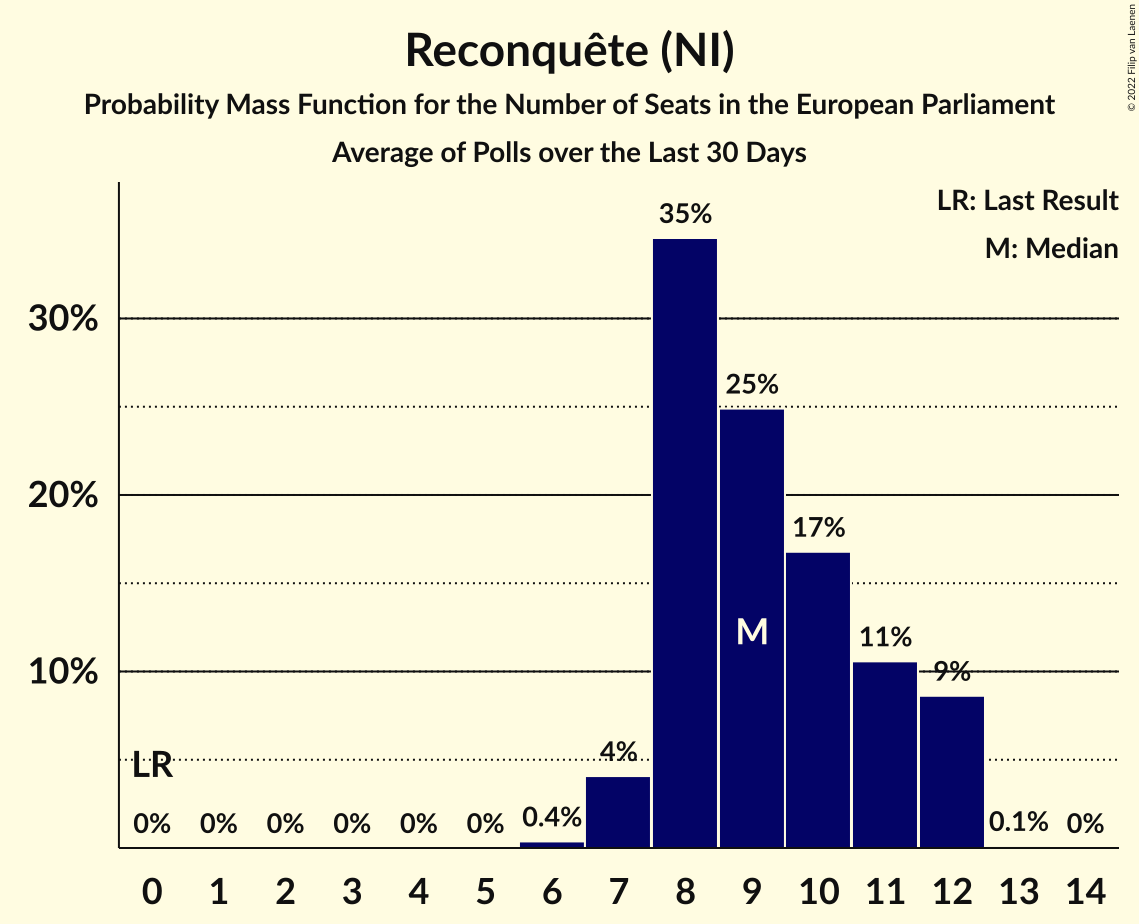 Reconquête (NI)
Probability Mass Function for the Number of Seats in the European Parliament
Average of Polls over the Last 30 Days
© 2022 Filip van Laenen
LR: Last Result
M: Median
35%
30%
25%
20%
17%
M
11%
10%
9%
LR
4%
0% 0% 0% 0% 0% 0% 0.4% 0.1% 0%
0 1 2 3 4 5 6 7 8 9 10 11 12 13 14